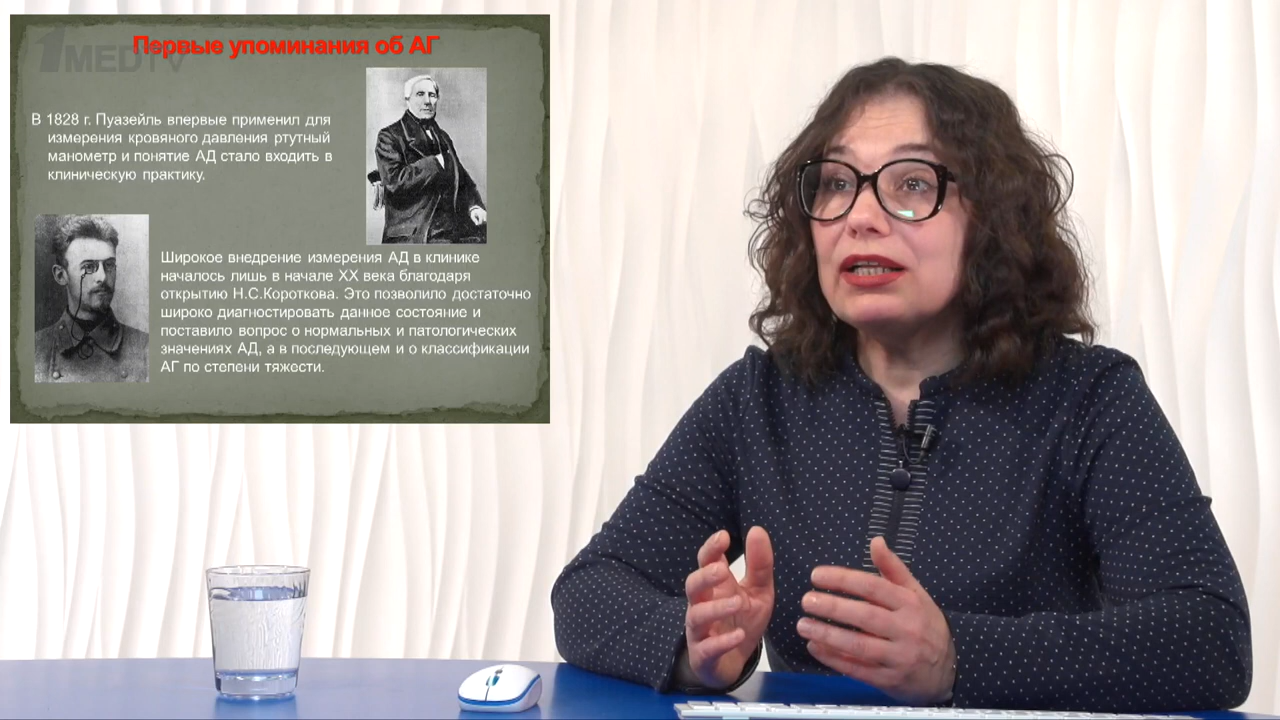 1MEDTV
Первые упоминания об АГ
В 1828 г. Пуазейль впервые применил для
измерения кровяного давления ртутный
манометр и понятие АД стало входить в
клиническую практику.
Широкое внедрение измерения АД в клинике
началось лишь в начале XX века благодаря
открытию Н.С.Короткова. Это позволило достаточно
широко диагностировать данное состояние и
поставило вопрос о нормальных и патологических
значениях АД, а в последующем и о классификации
АГ по степени тяжести.